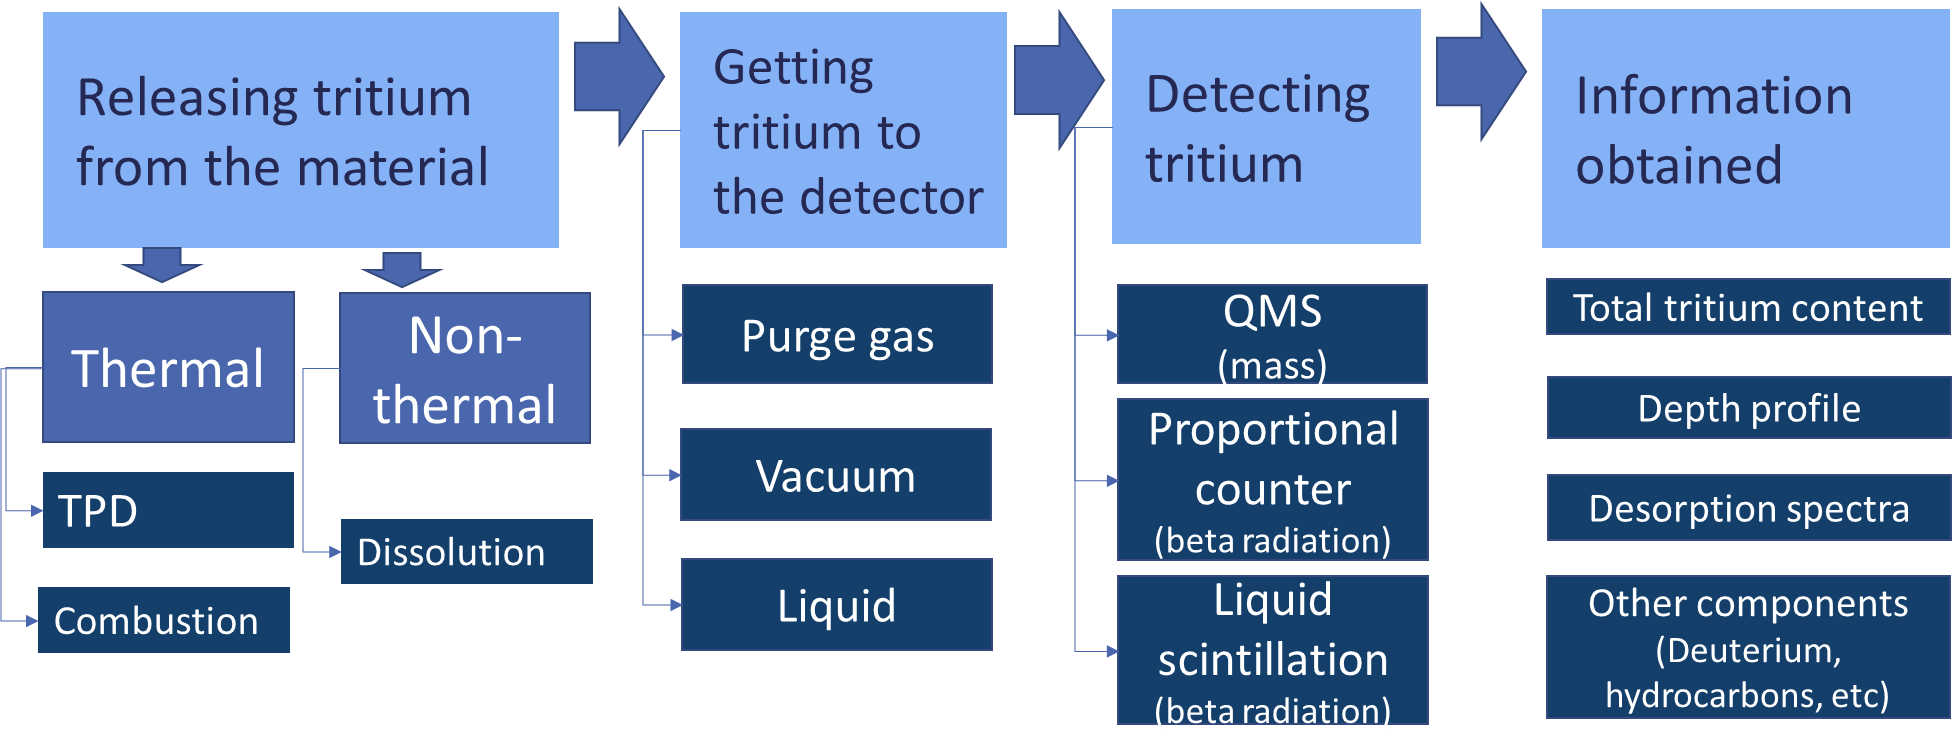 Releasing tritium
from the material
Thermal
TPD
Combustion
Non-
thermal
Dissolution
Getting
tritium to
the detector
Purge gas
Vacuum
Liquid
Detecting
tritium
QMS
(mass)
Proportional
counter
(beta radiation)
Liquid
scintillation
(beta radiation)
Information
obtained
Total tritium content
Depth profile
Desorption spectra
Other components
(Deuterium,
hydrocarbons, etc)